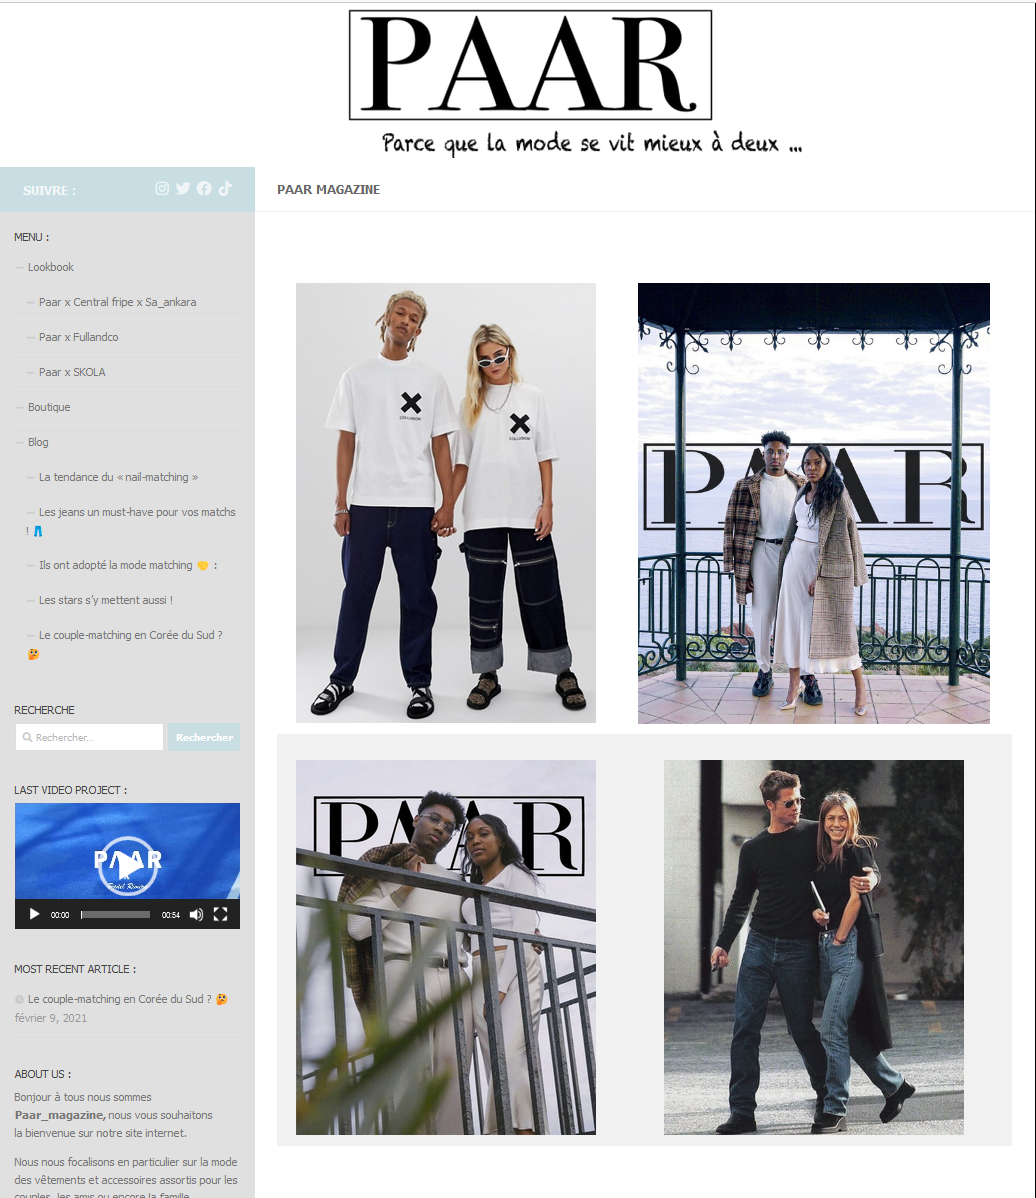 PAAR
Parce que la mode se vit mieux à deux ...
SUIVRE :
PAAR MAGAZINE
MENU :
Lookbook
Paar x Central fripe x Sa_ankara
Paar x Fullandco
Paar x SKOLA
Boutique
Blog
La tendance du « nail-matching »
Les jeans un must-have pour vos matchs
! 👖
Ils ont adopté la mode matching 🤝 :
Les stars s'y mettent aussi !
Le couple-matching en Corée du Sud ?
🤔
RECHERCHE
Rechercher...
Rechercher
LAST VIDEO PROJECT :
PAAR
x
00:00
00:54
MOST RECENT ARTICLE :
Le couple-matching en Corée du Sud ? 🤔
février 9, 2021
ABOUT US :
Bonjour à tous nous sommes
Paar_magazine, nous vous souhaitons
la bienvenue sur notre site internet.
Nous nous focalisons en particulier sur la mode
des vêtements et accessoires assortis pour les
couples, les amis ou encore la famille.
COLLUSION
COLLUSION
PAAR
PAAR